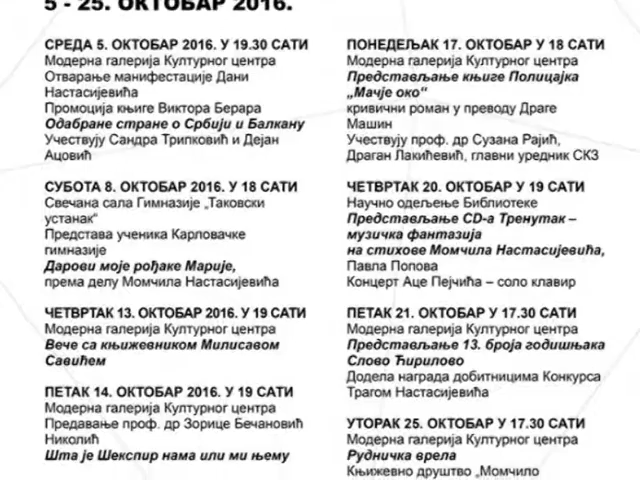 5 - 25. ОКТОБАР 2016.
СРЕДА 5. ОКТОБАР 2016. У 19.30 САТИ
Модерна галерија Културног центра
Отварање манифестације Дани
Настасијевића
Промоција књиге Виктора Берара
Одабране стране о Србији и Балкану
Учествују Сандра Трипковић и Дејан
Ацовић
СУБОТА 8. ОКТОБАР 2016. У 18 САТИ
Свечана сала Гимназије „Таковски
устанак“
Представа ученика Карловачке
гимназије
Дарови моје рођаке Марије,
према делу Момчила Настасијевића
ЧЕТВРТАК 13. ОКТОБАР 2016. У 19 САТИ
Модерна галерија Културног центра
Вече са књижевником Милисавом
Савићем
ПЕТАК 14. ОКТОБАР 2016. У 19 САТИ
Модерна галерија Културног центра
Предавање проф. др Зорице Бечановић
Николић
Шта је Шекспир нама или ми њему
ПОНЕДЕЉАК 17. ОКТОБАР У 18 САТИ
Модерна галерија Културног центра
Представљање књиге Полицајка
„Мачје око“
кривични роман у преводу Драге
Машин
Учествују проф. др Сузана Рајић,
Драган Лакићевић, главни уредник СКЗ
ЧЕТВРТАК 20. ОКТОБАР У 19 САТИ
Научно одељење Библиотеке
Представљање CD-а Тренутак –
музичка фантазија
на стихове Момчила Настасијевића,
Павла Попова
Концерт Аце Пејчића – соло клавир
ПЕТАК 21. ОКТОБАР У 17.30 САТИ
Модерна галерија Културног центра
Представљање 13. броја годишњака
Слово Ћирилово
Додела награда добитницима Конкурса
Трагом Настасијевића
УТОРАК 25. ОКТОБАР У 17.30 САТИ
Модерна галерија Културног центра
Рудничка врела
Књижевно друштво „Момчило